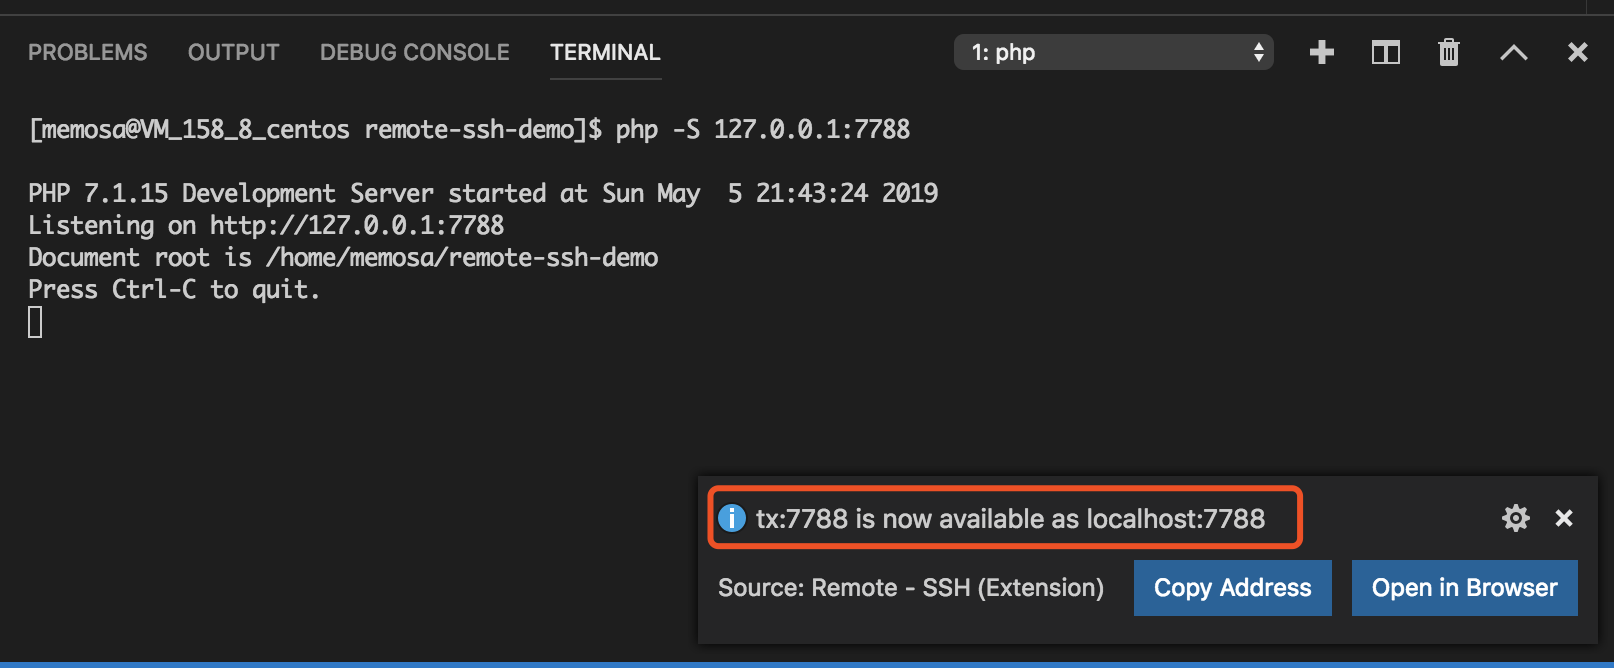 PROBLEMS OUTPUT DEBUG CONSOLE TERMINAL 1: php
[memosa@VM_158_8_centos remote-ssh-demo]$ php -S 127.0.0.1:7788
PHP 7.1.15 Development Server started at Sun May  5 21:43:24 2019
Listening on http://127.0.0.1:7788
Document root is /home/memosa/remote-ssh-demo
Press Ctrl-C to quit.
tx:7788 is now available as localhost:7788
Source: Remote - SSH (Extension) Copy Address Open in Browser